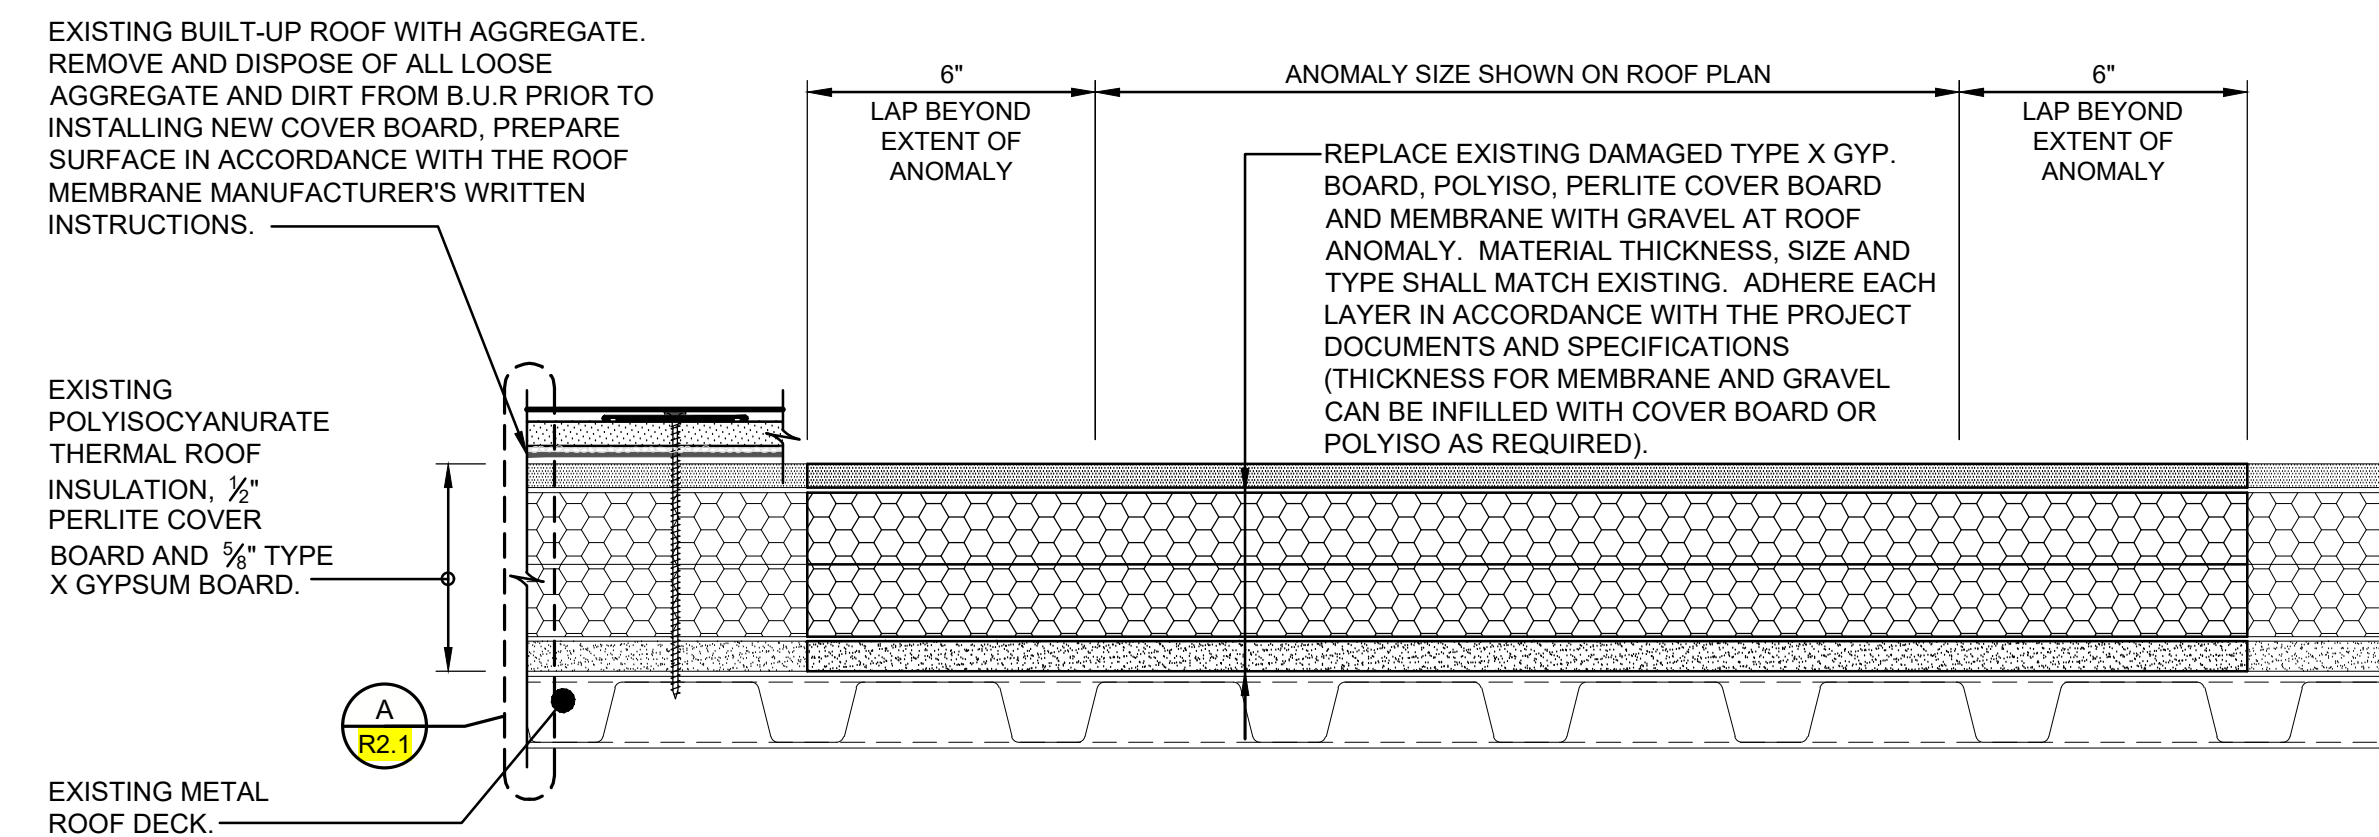 EXISTING BUILT-UP ROOF WITH AGGREGATE.
REMOVE AND DISPOSE OF ALL LOOSE
AGGREGATE AND DIRT FROM B.U.R PRIOR TO
INSTALLING NEW COVER BOARD, PREPARE
SURFACE IN ACCORDANCE WITH THE ROOF
MEMBRANE MANUFACTURER'S WRITTEN
INSTRUCTIONS.
6"
LAP BEYOND
EXTENT OF
ANOMALY
ANOMALY SIZE SHOWN ON ROOF PLAN
6"
LAP BEYOND
EXTENT OF
ANOMALY
REPLACE EXISTING DAMAGED TYPE X GYP.
BOARD, POLYISO, PERLITE COVER BOARD
AND MEMBRANE WITH GRAVEL AT ROOF
ANOMALY. MATERIAL THICKNESS, SIZE AND
TYPE SHALL MATCH EXISTING. ADHERE EACH
LAYER IN ACCORDANCE WITH THE PROJECT
DOCUMENTS AND SPECIFICATIONS
(THICKNESS FOR MEMBRANE AND GRAVEL
CAN BE INFILLED WITH COVER BOARD OR
POLYISO AS REQUIRED).
EXISTING
POLYISOCYANURATE
THERMAL ROOF
INSULATION, ½"
PERLITE COVER
BOARD AND ⅝" TYPE
X GYPSUM BOARD.
A
R2.1
EXISTING METAL
ROOF DECK.